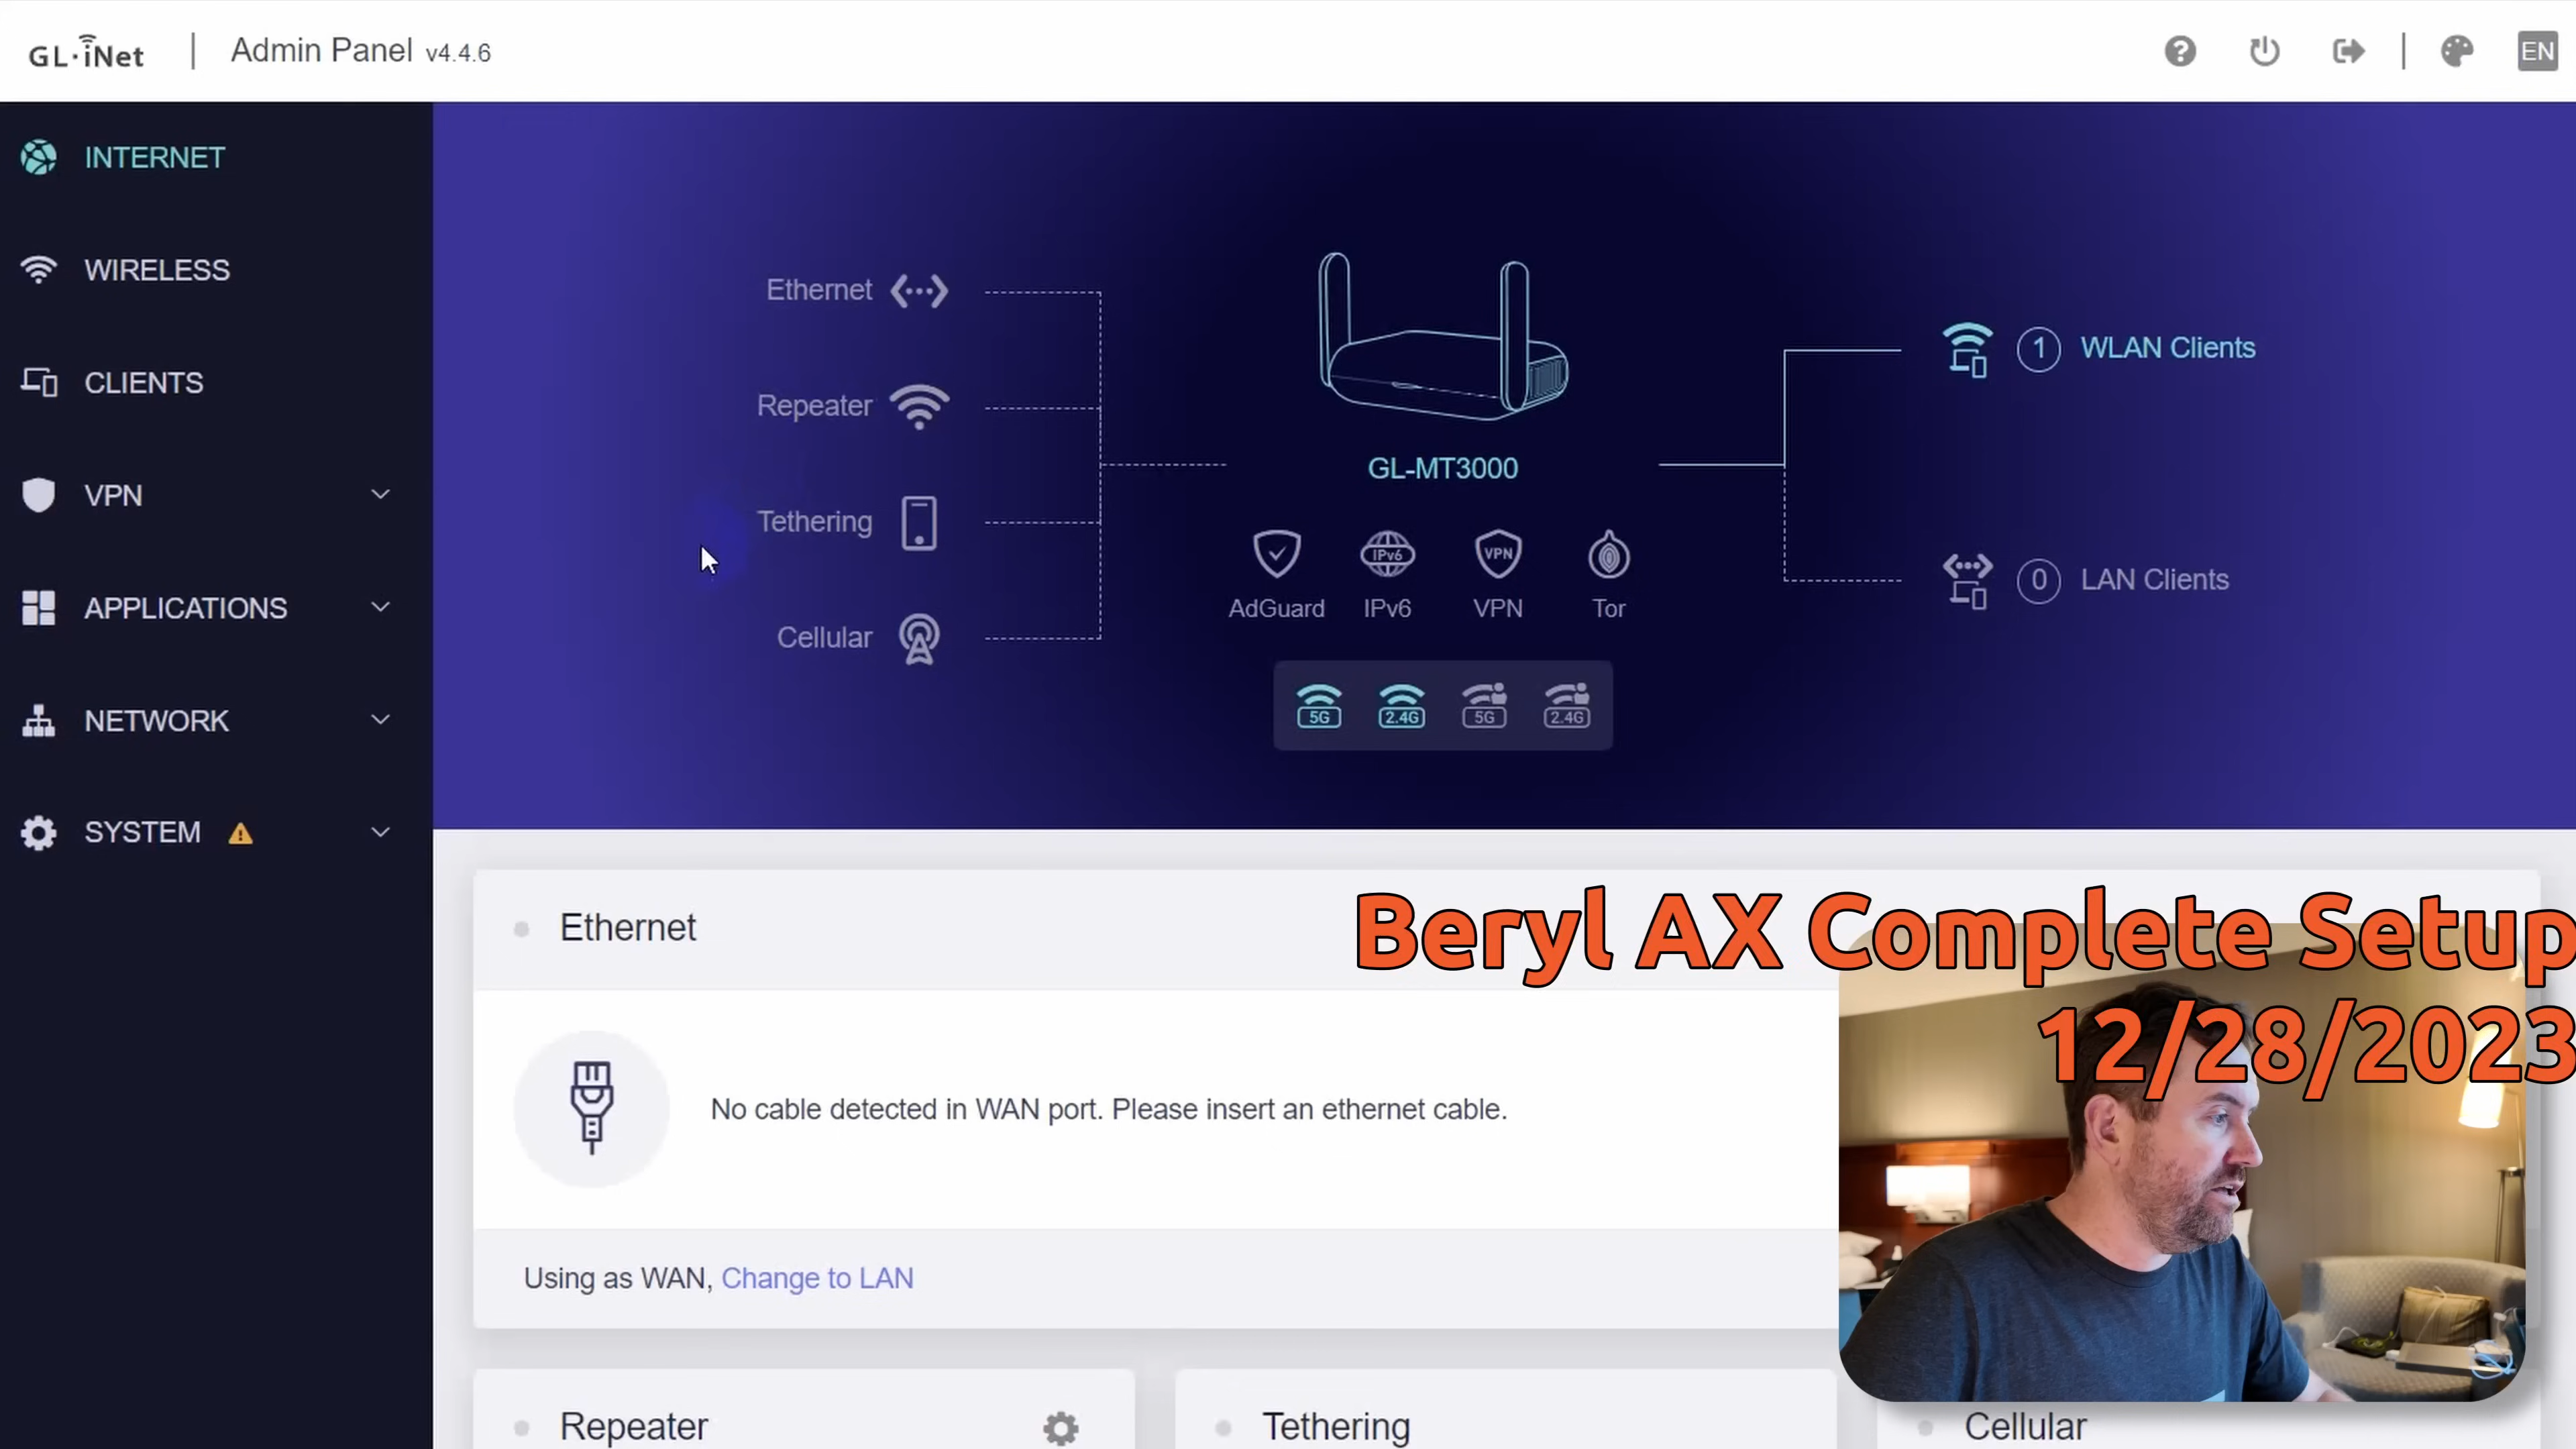 GL·iNet | Admin Panel v4.4.6
EN
INTERNET
WIRELESS
CLIENTS
VPN
APPLICATIONS
NETWORK
SYSTEM
Ethernet
Repeater
Tethering
Cellular
GL-MT3000
IPv6
VPN
AdGuard
IPv6
VPN
Tor
5G
2.4G
5G
2.4G
1 WLAN Clients
0 LAN Clients
Beryl AX Complete Setup
12/28/2023
Ethernet
No cable detected in WAN port. Please insert an ethernet cable.
Using as WAN, Change to LAN
Repeater
Tethering
Cellular